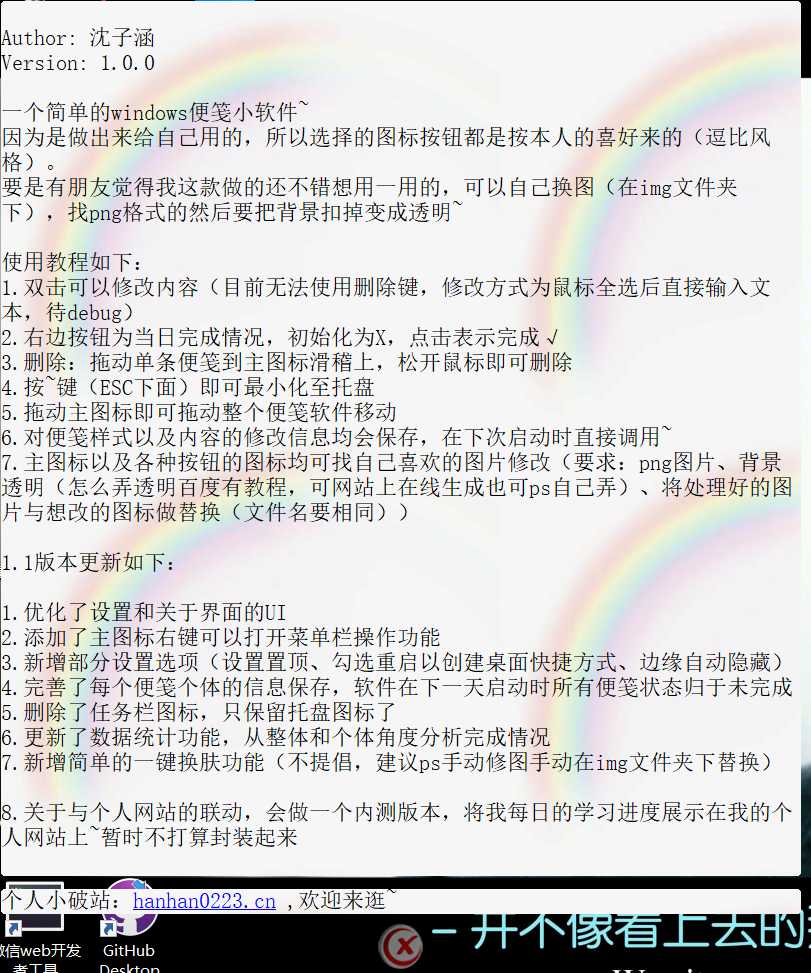 Author: 沈子涵
Version: 1.0.0
一个简单的windows便笺小软件~
因为是做出来给自己用的，所以选择的图标按钮都是按本人的喜好来的（逗比风
格）。
要是有朋友觉得我这款做的还不错想用一用的，可以自己换图（在img文件夹
下），找png格式的然后要把背景扣掉变成透明~
使用教程如下：
1.双击可以修改内容（目前无法使用删除键，修改方式为鼠标全选后直接输入文
本，待debug）
2.右边按钮为当日完成情况，初始化为X，点击表示完成√
3.删除：拖动单条便笺到主图标滑稽上，松开鼠标即可删除
4.按~键（ESC下面）即可最小化至托盘
5.拖动主图标即可拖动整个便笺软件移动
6.对便笺样式以及内容的修改信息均会保存，在下次启动时直接调用~
7.主图标以及各种按钮的图标均可找自己喜欢的图片修改（要求：png图片、背景
透明（怎么弄透明百度有教程，可网站上在线生成也可ps自己弄）、将处理好的图
片与想改的图标做替换（文件名要相同））
1.1版本更新如下：
1.优化了设置和关于界面的UI
2.添加了主图标右键可以打开菜单栏操作功能
3.新增部分设置选项（设置置顶、勾选重启以创建桌面快捷方式、边缘自动隐藏）
4.完善了每个便笺个体的信息保存，软件在下一天启动时所有便笺状态归于未完成
5.删除了任务栏图标，只保留托盘图标了
6.更新了数据统计功能，从整体和个体角度分析完成情况
7.新增简单的一键换肤功能（不提倡，建议ps手动修图手动在img文件夹下替换）
8.关于与个人网站的联动，会做一个内测版本，将我每日的学习进度展示在我的个
人网站上~暂时不打算封装起来
个人小破站：hanhan0223.cn ,欢迎来逛~
– 并不像看上去的
信web开发
者工具
GitHub
Desktop